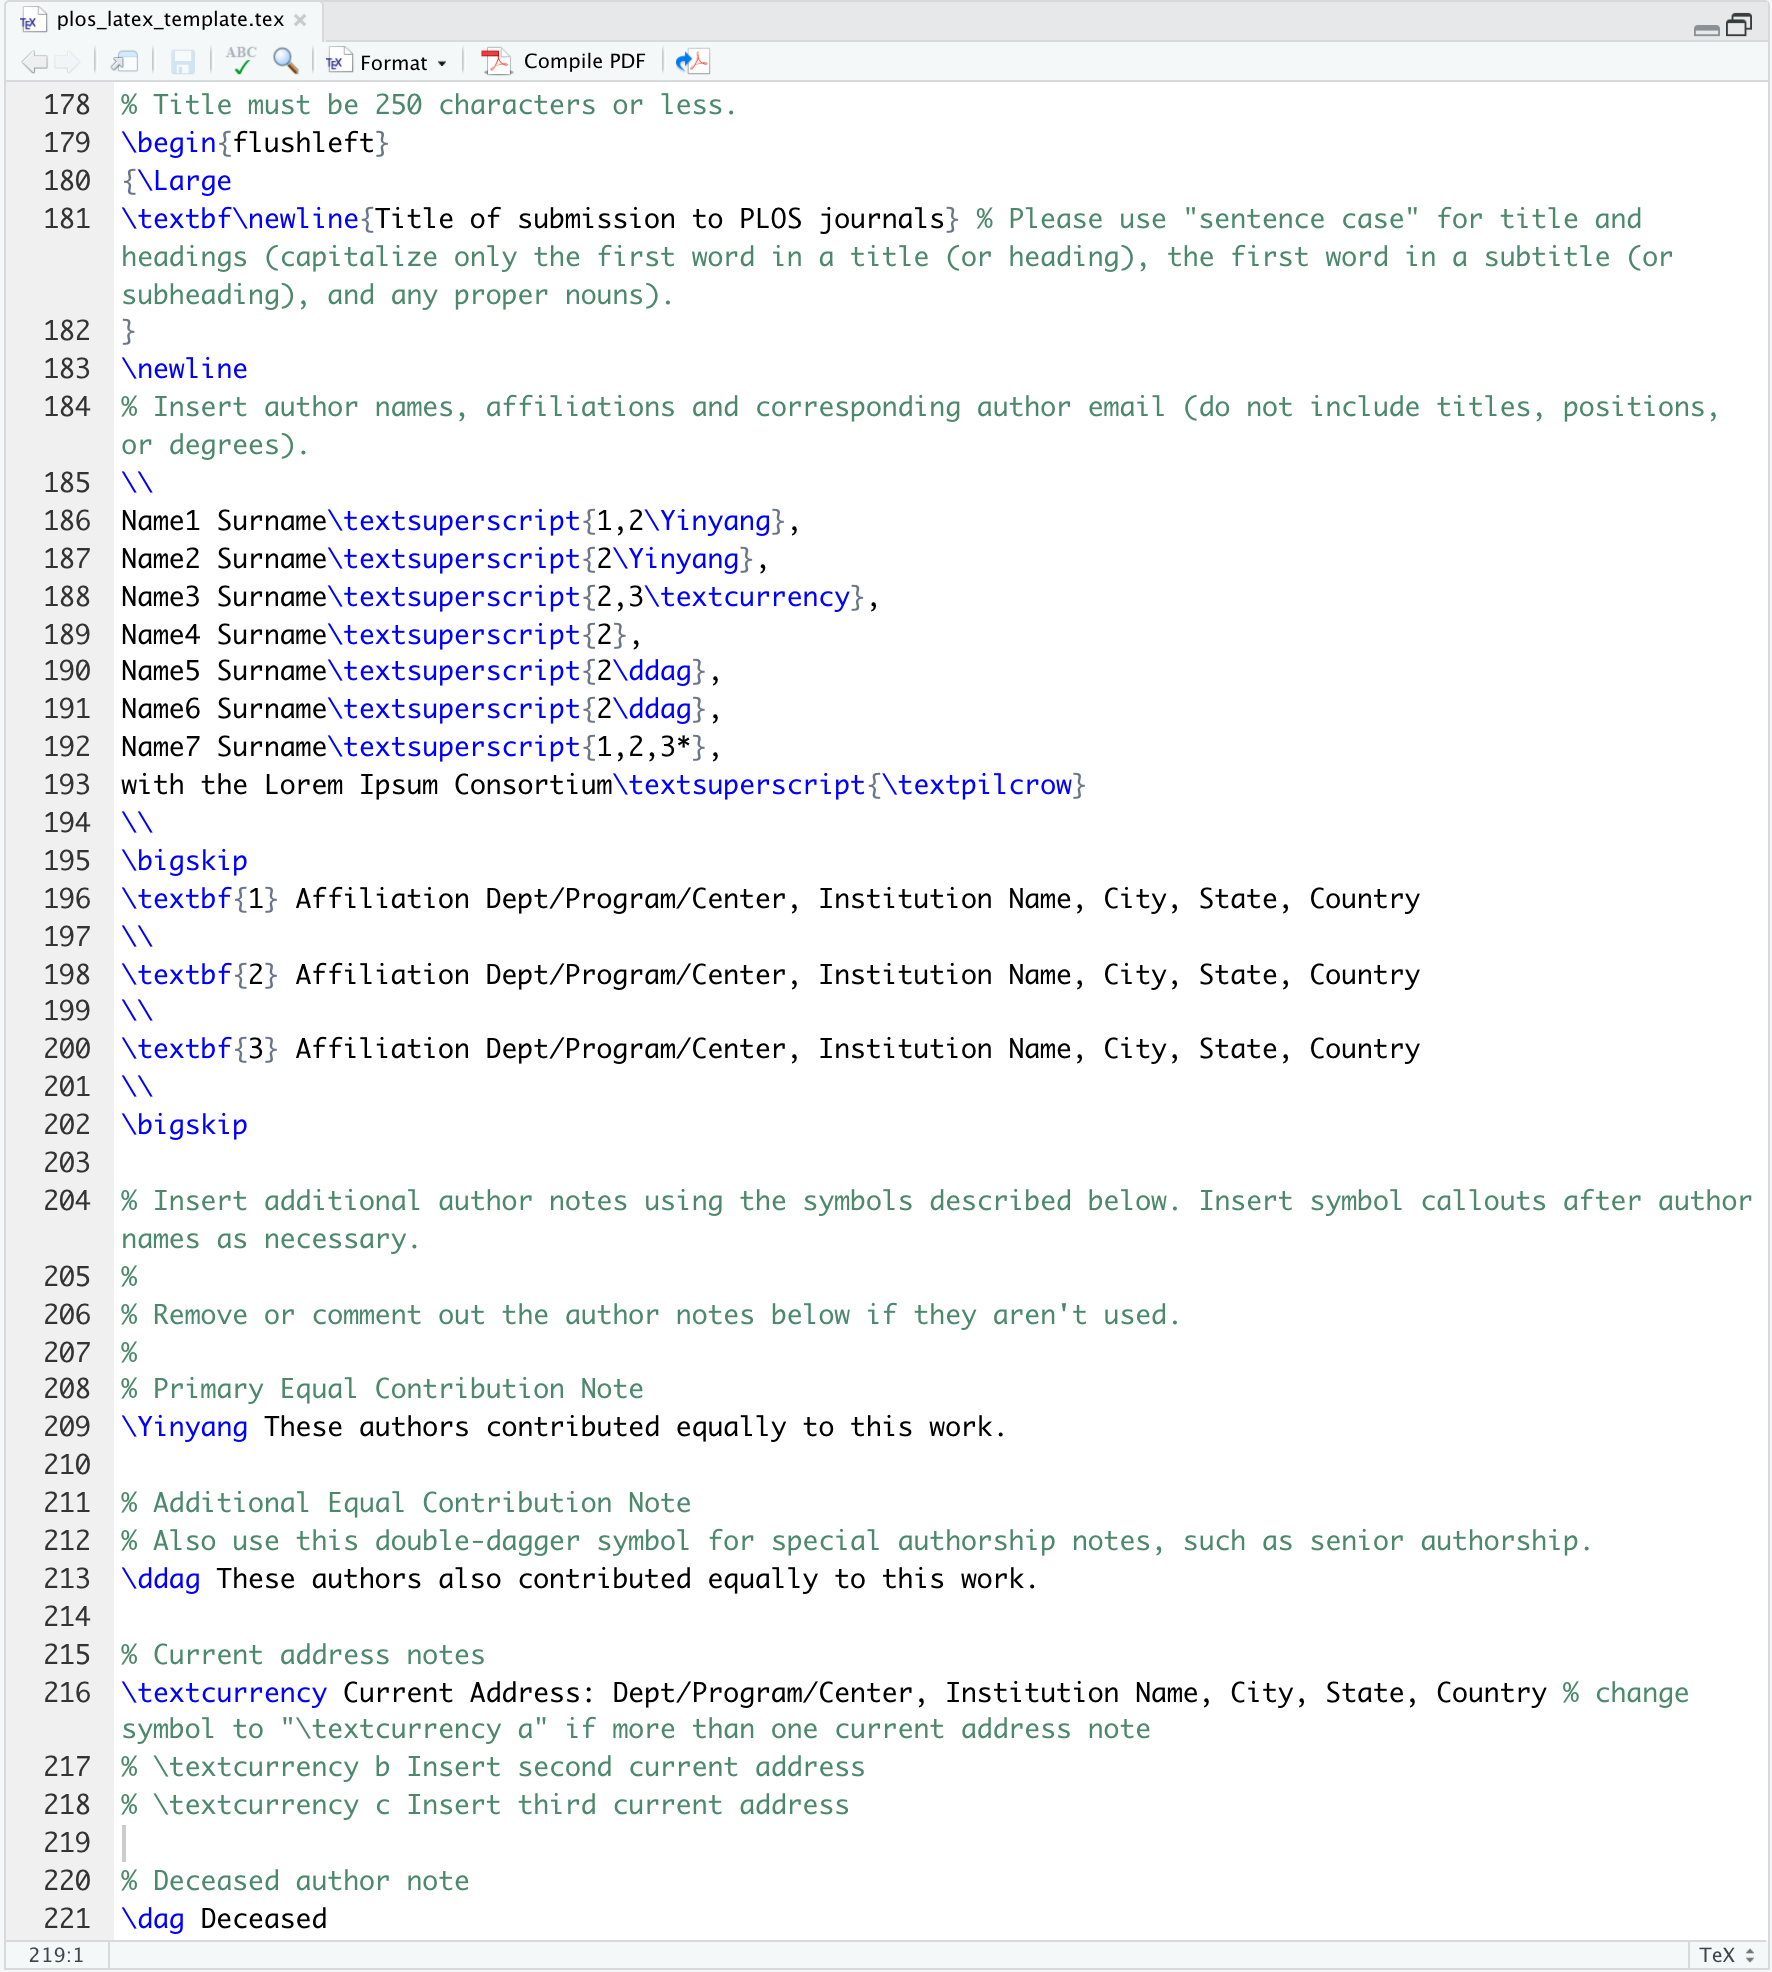 plos_latex_template.tex
ABC
Format
Compile PDF
178 % Title must be 250 characters or less.
179 \begin{flushleft}
180 {\Large
181 \textbf\newline{Title of submission to PLOS journals} % Please use "sentence case" for title and
headings (capitalize only the first word in a title (or heading), the first word in a subtitle (or
subheading), and any proper nouns).
182 }
183 \newline
184 % Insert author names, affiliations and corresponding author email (do not include titles, positions,
or degrees).
185 \\
186 Name1 Surname\textsuperscript{1,2\Yinyang},
187 Name2 Surname\textsuperscript{2\Yinyang},
188 Name3 Surname\textsuperscript{2,3\textcurrency},
189 Name4 Surname\textsuperscript{2},
190 Name5 Surname\textsuperscript{2\ddag},
191 Name6 Surname\textsuperscript{2\ddag},
192 Name7 Surname\textsuperscript{1,2,3*},
193 with the Lorem Ipsum Consortium\textsuperscript{\textpilcrow}
194 \\
195 \bigskip
196 \textbf{1} Affiliation Dept/Program/Center, Institution Name, City, State, Country
197 \\
198 \textbf{2} Affiliation Dept/Program/Center, Institution Name, City, State, Country
199 \\
200 \textbf{3} Affiliation Dept/Program/Center, Institution Name, City, State, Country
201 \\
202 \bigskip
203
204 % Insert additional author notes using the symbols described below. Insert symbol callouts after author
names as necessary.
205 %
206 % Remove or comment out the author notes below if they aren't used.
207 %
208 % Primary Equal Contribution Note
209 \Yinyang These authors contributed equally to this work.
210
211 % Additional Equal Contribution Note
212 % Also use this double-dagger symbol for special authorship notes, such as senior authorship.
213 \ddag These authors also contributed equally to this work.
214
215 % Current address notes
216 \textcurrency Current Address: Dept/Program/Center, Institution Name, City, State, Country % change
symbol to "\textcurrency a" if more than one current address note
217 % \textcurrency b Insert second current address
218 % \textcurrency c Insert third current address
219
220 % Deceased author note
221 \dag Deceased
219:1
TeX